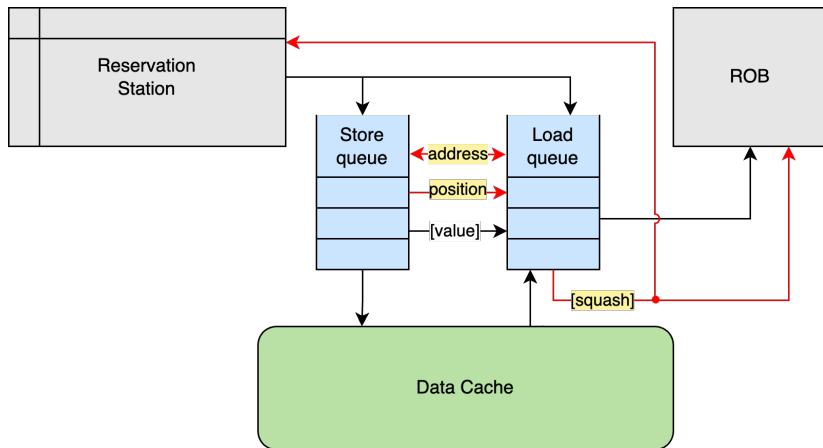 Reservation
Station
ROB
Store
queue
address
Load
queue
position
[value]
[squash]
Data Cache